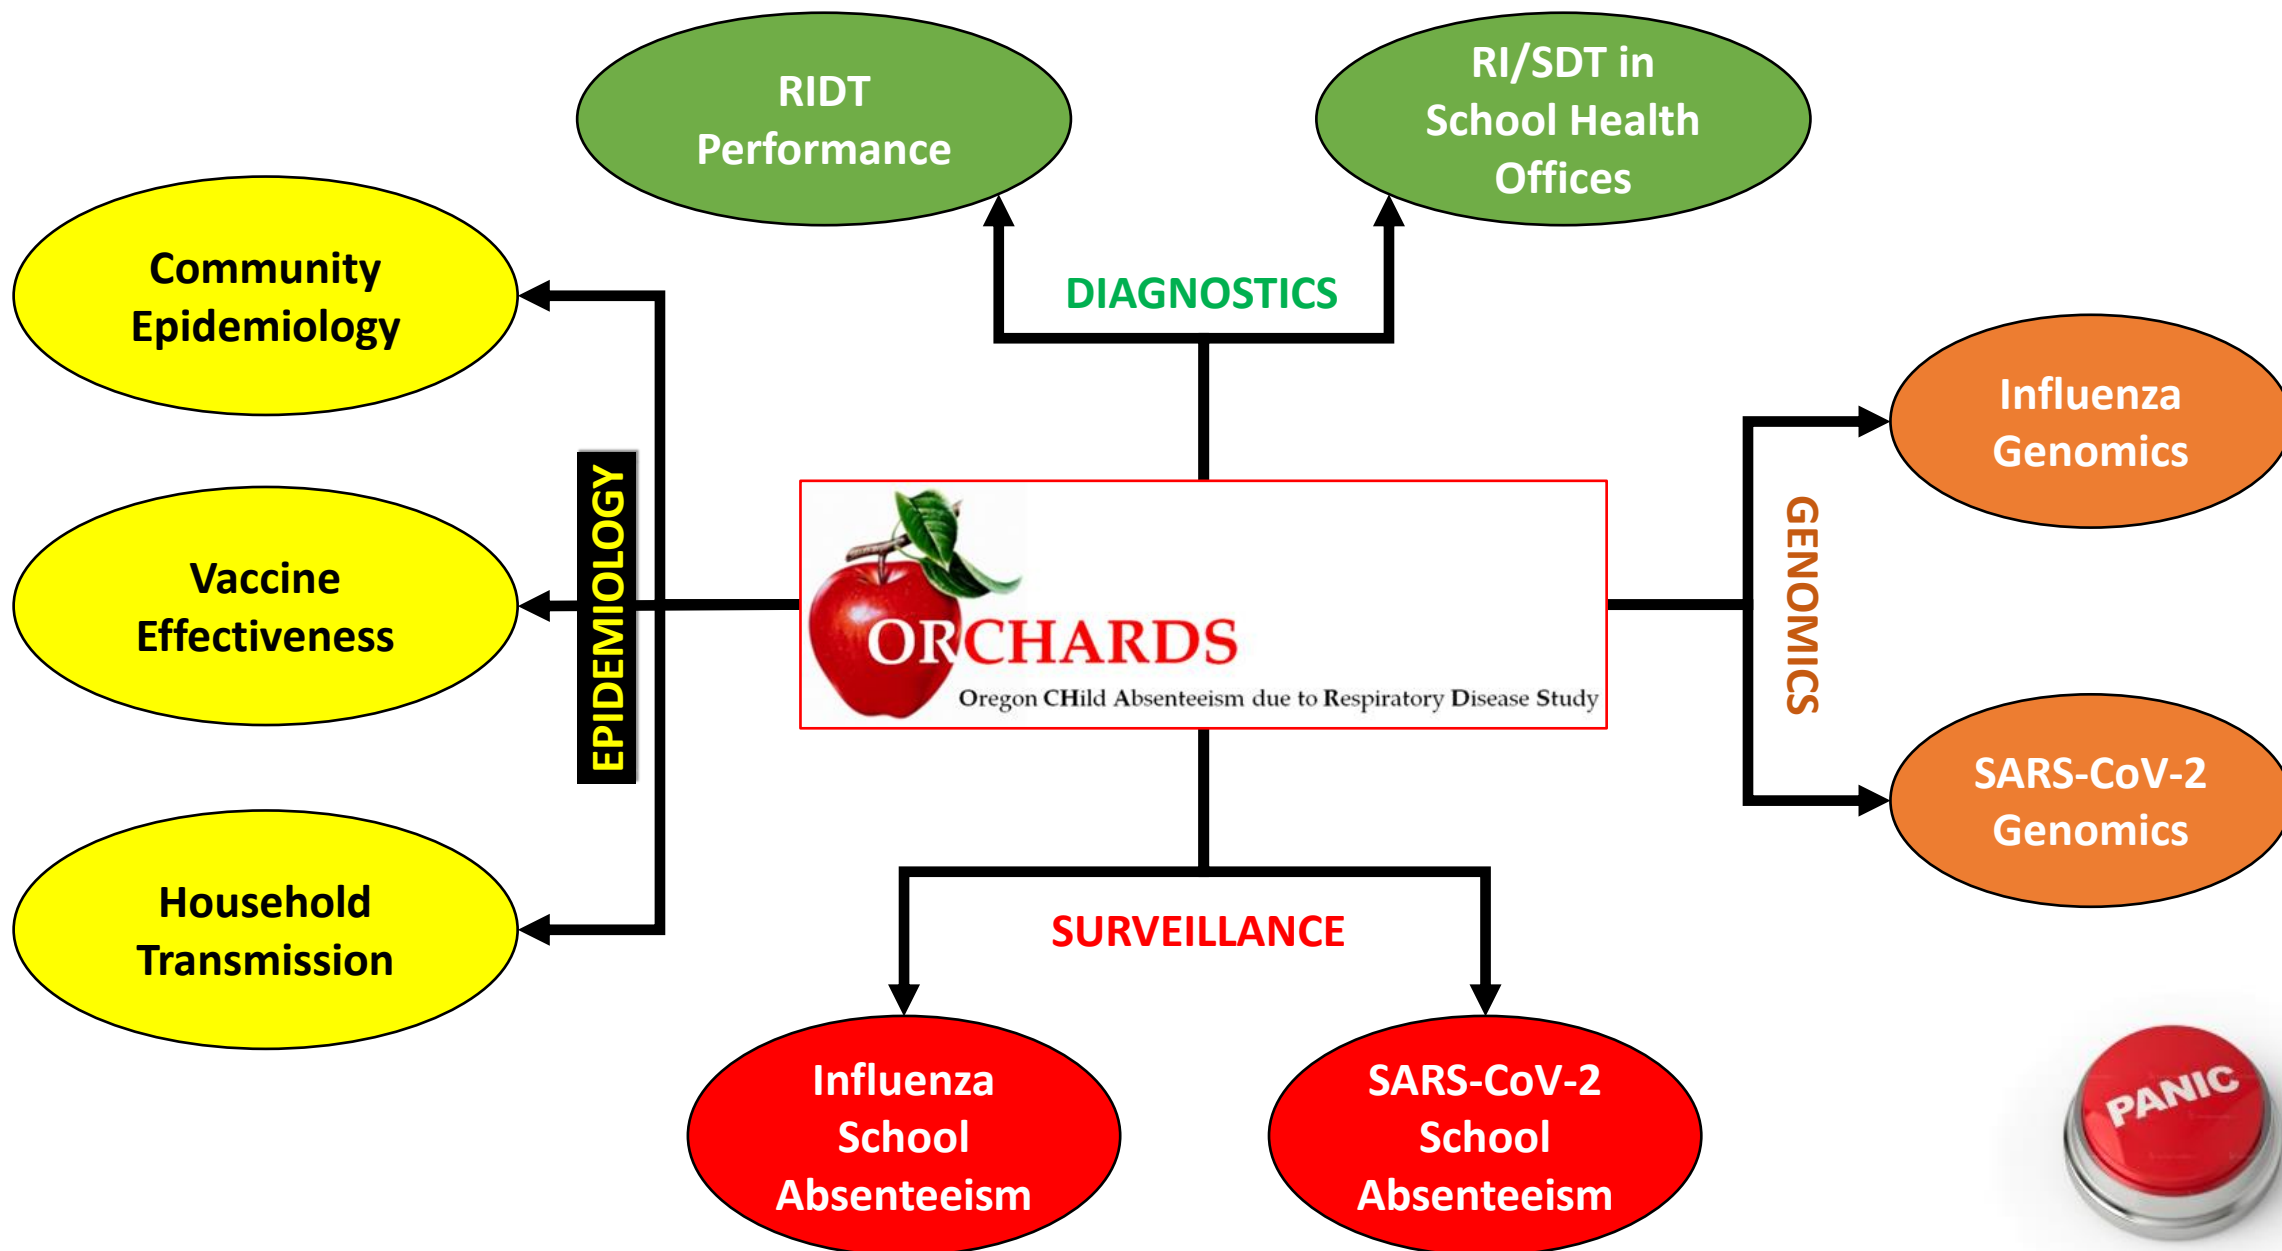 RIDT
Performance
RI/SDT in
School Health
Offices
DIAGNOSTICS
Community
Epidemiology
Vaccine
Effectiveness
Household
Transmission
EPIDEMIOLOGY
ORCHARDS
Oregon CHild Absenteeism due to Respiratory Disease Study
GENOMICS
Influenza
Genomics
SARS-CoV-2
Genomics
SURVEILLANCE
Influenza
School
Absenteeism
SARS-CoV-2
School
Absenteeism
PANIC